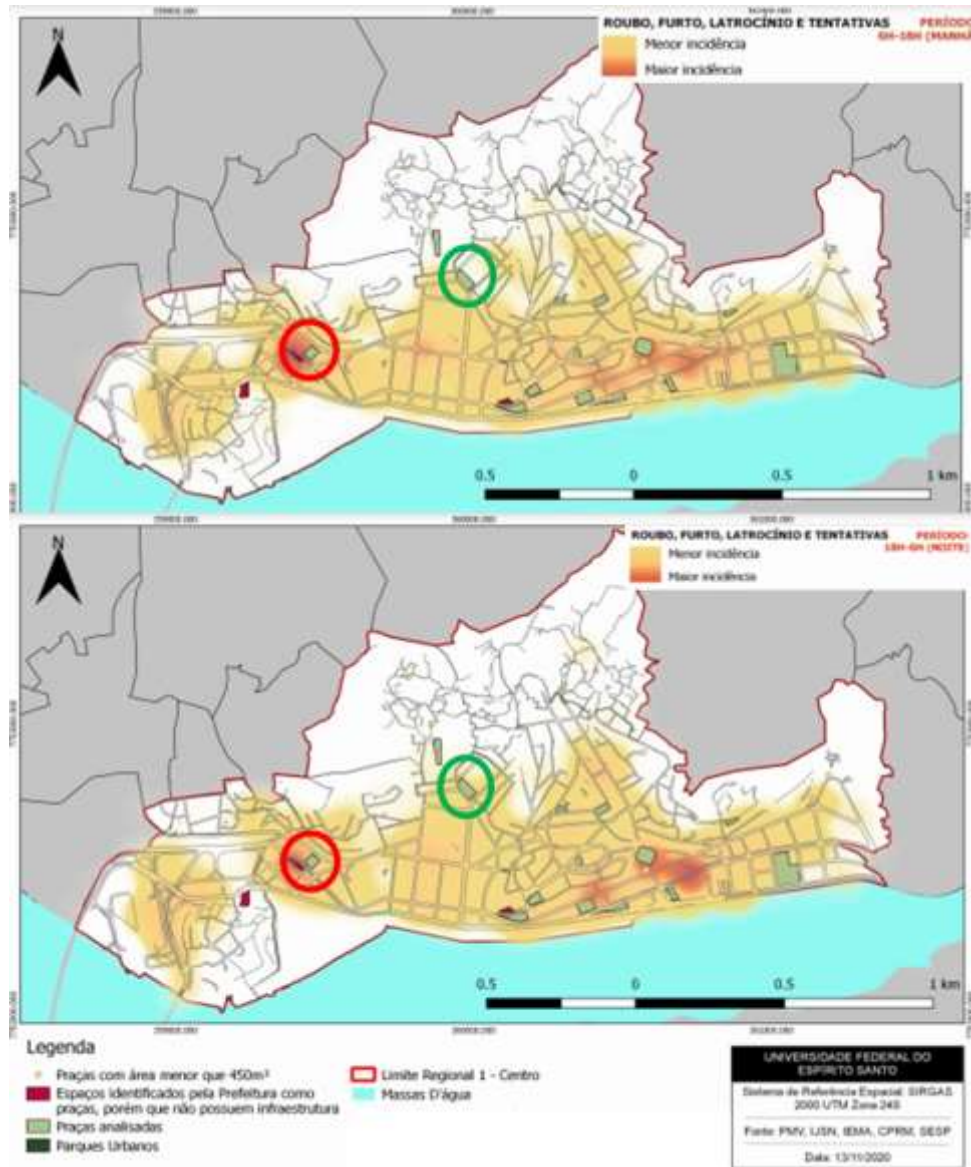 ROUBO, FURTO, LATROCÍNIO E TENTATIVAS
PERÍODO
6H-18H (MANHÃ
Menor incidência
Maior incidência
N
0.5 0 0.5 1 km
ROUBO, FURTO, LATROCÍNIO E TENTATIVAS
PERÍODO:
18H-6H (NOITE)
Menor incidência
Maior incidência
N
0.5 0 0.5 1 km
Legenda
Praças com área menor que 450m²
Espaços identificados pela Prefeitura como
praças, porém que não possuem infraestrutura
Praças analisadas
Parques Urbanos
Limite Regional 1 - Centro
Massas D'água
UNIVERSIDADE FEDERAL DO
ESPÍRITO SANTO
Sistema de Referência Espacial: SIRGAS
2000 UTM Zona 24S
Fonte: PMV, IJSN, IEMA, CPRM, SESP
Data: 13/11/2020